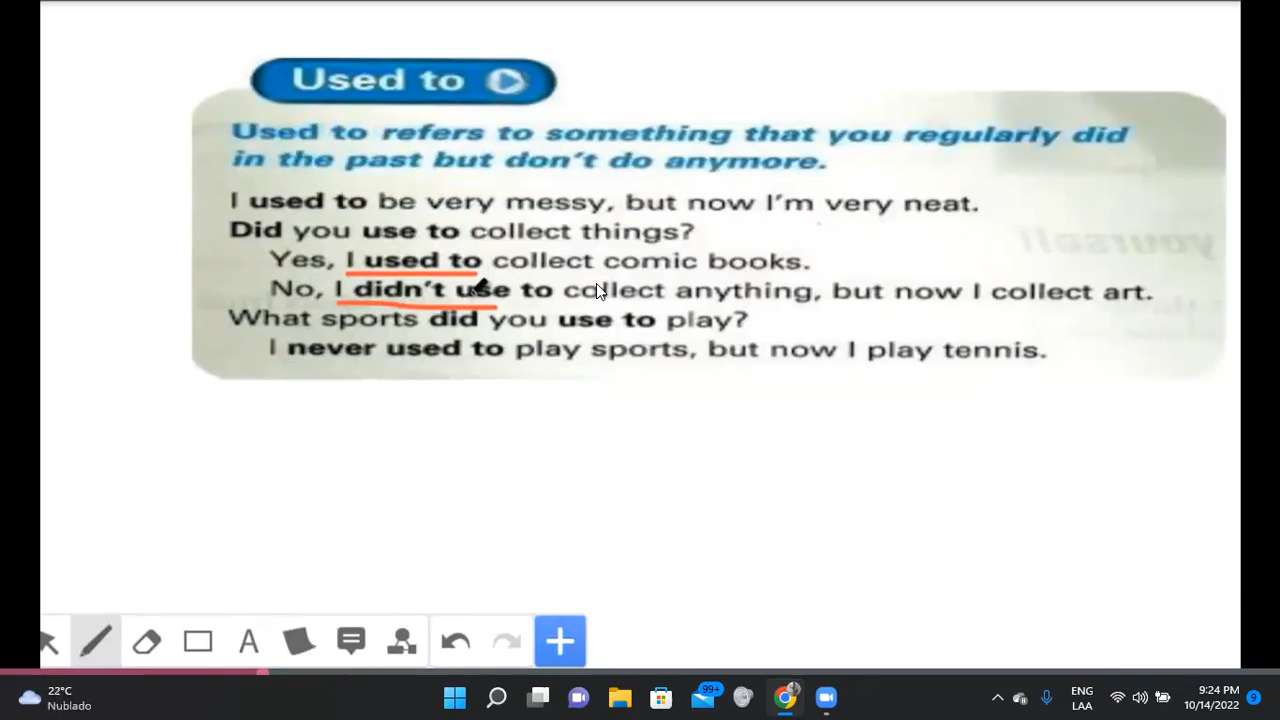 Used to
Used to refers to something that you regularly did
in the past but don't do anymore.
I used to be very messy, but now I'm very neat.
Did you use to collect things?
Yes, I used to collect comic books.
No, I didn't use to collect anything, but now I collect art.
What sports did you use to play?
I never used to play sports, but now I play tennis.
yourself
A
22°C
Nublado
99+
ENG
LAA
9:24 PM
10/14/2022
9